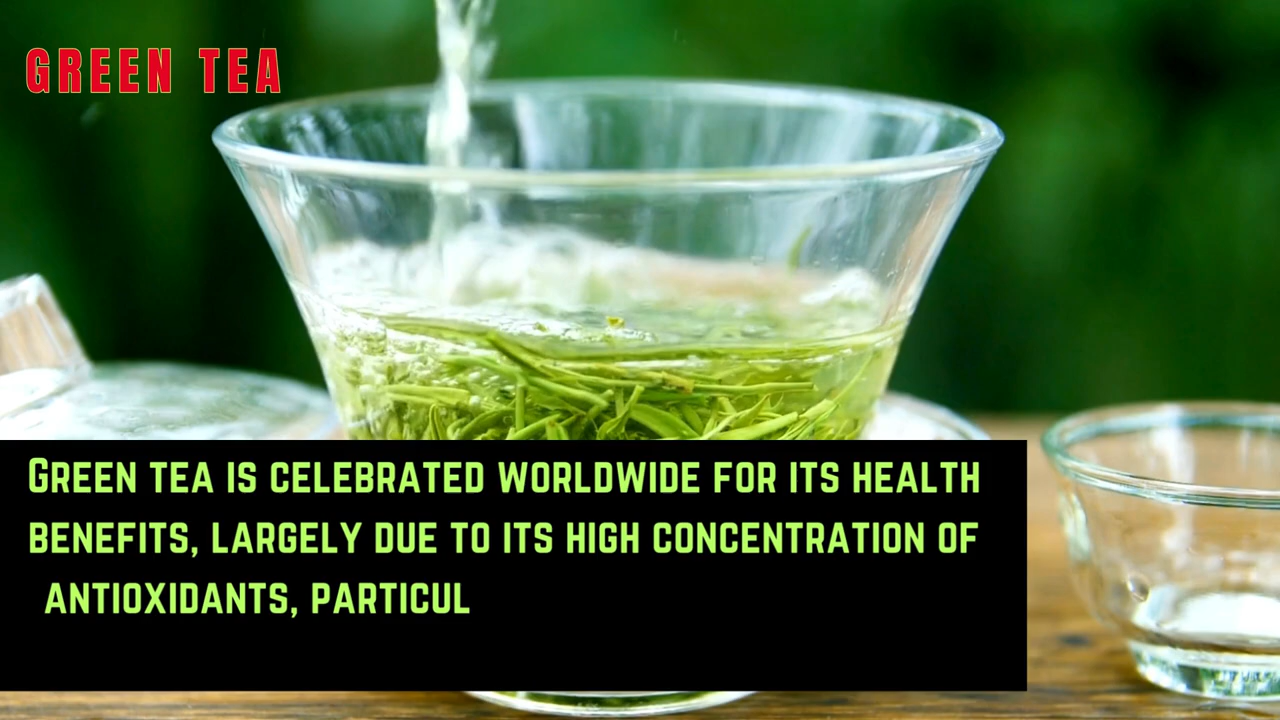 GREEN TEA
Green tea is celebrated worldwide for its health
benefits, largely due to its high concentration of
antioxidants, particul